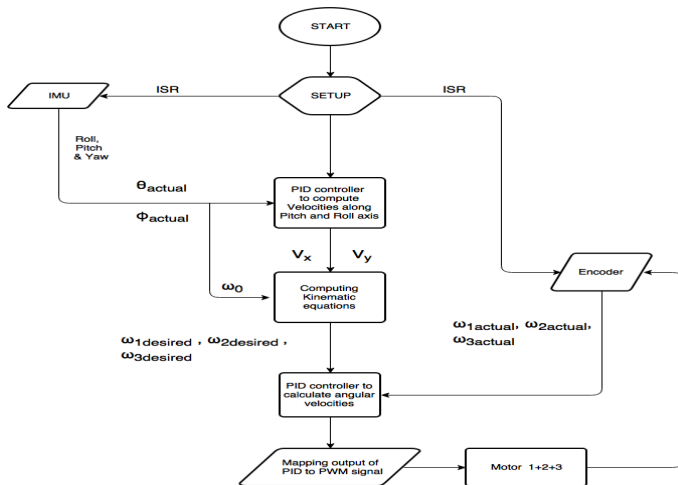 START
ISR
ISR
IMU
SETUP
Roll,
Pitch
& Yaw
θactual
Φactual
PID controller
to compute
Velocities along
Pitch and Roll axis
Vx Vy
ω0
Computing
Kinematic
equations
Encoder
ω1desired , ω2desired ,
ω3desired
ω1actual, ω2actual,
ω3actual
PID controller to
calculate angular
velocities
Mapping output of
PID to PWM signal
Motor 1+2+3